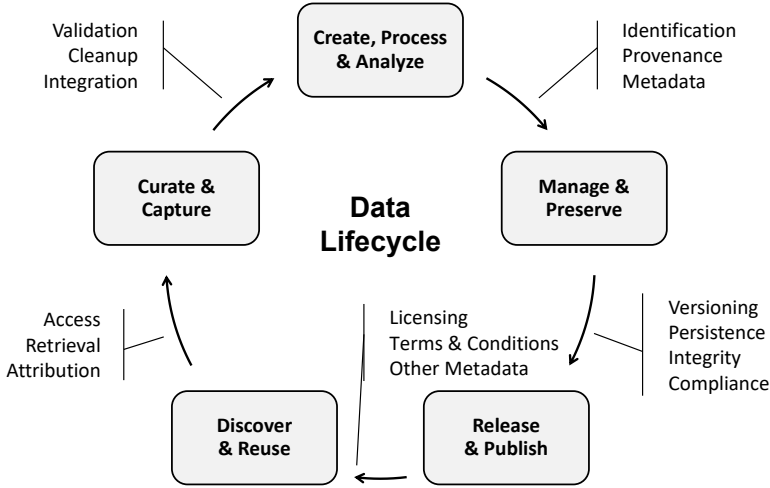 Validation
Cleanup
Integration
Create, Process
& Analyze
Identification
Provenance
Metadata
Curate &
Capture
Data
Lifecycle
Manage &
Preserve
Access
Retrieval
Attribution
Licensing
Terms & Conditions
Other Metadata
Versioning
Persistence
Integrity
Compliance
Discover
& Reuse
Release
& Publish